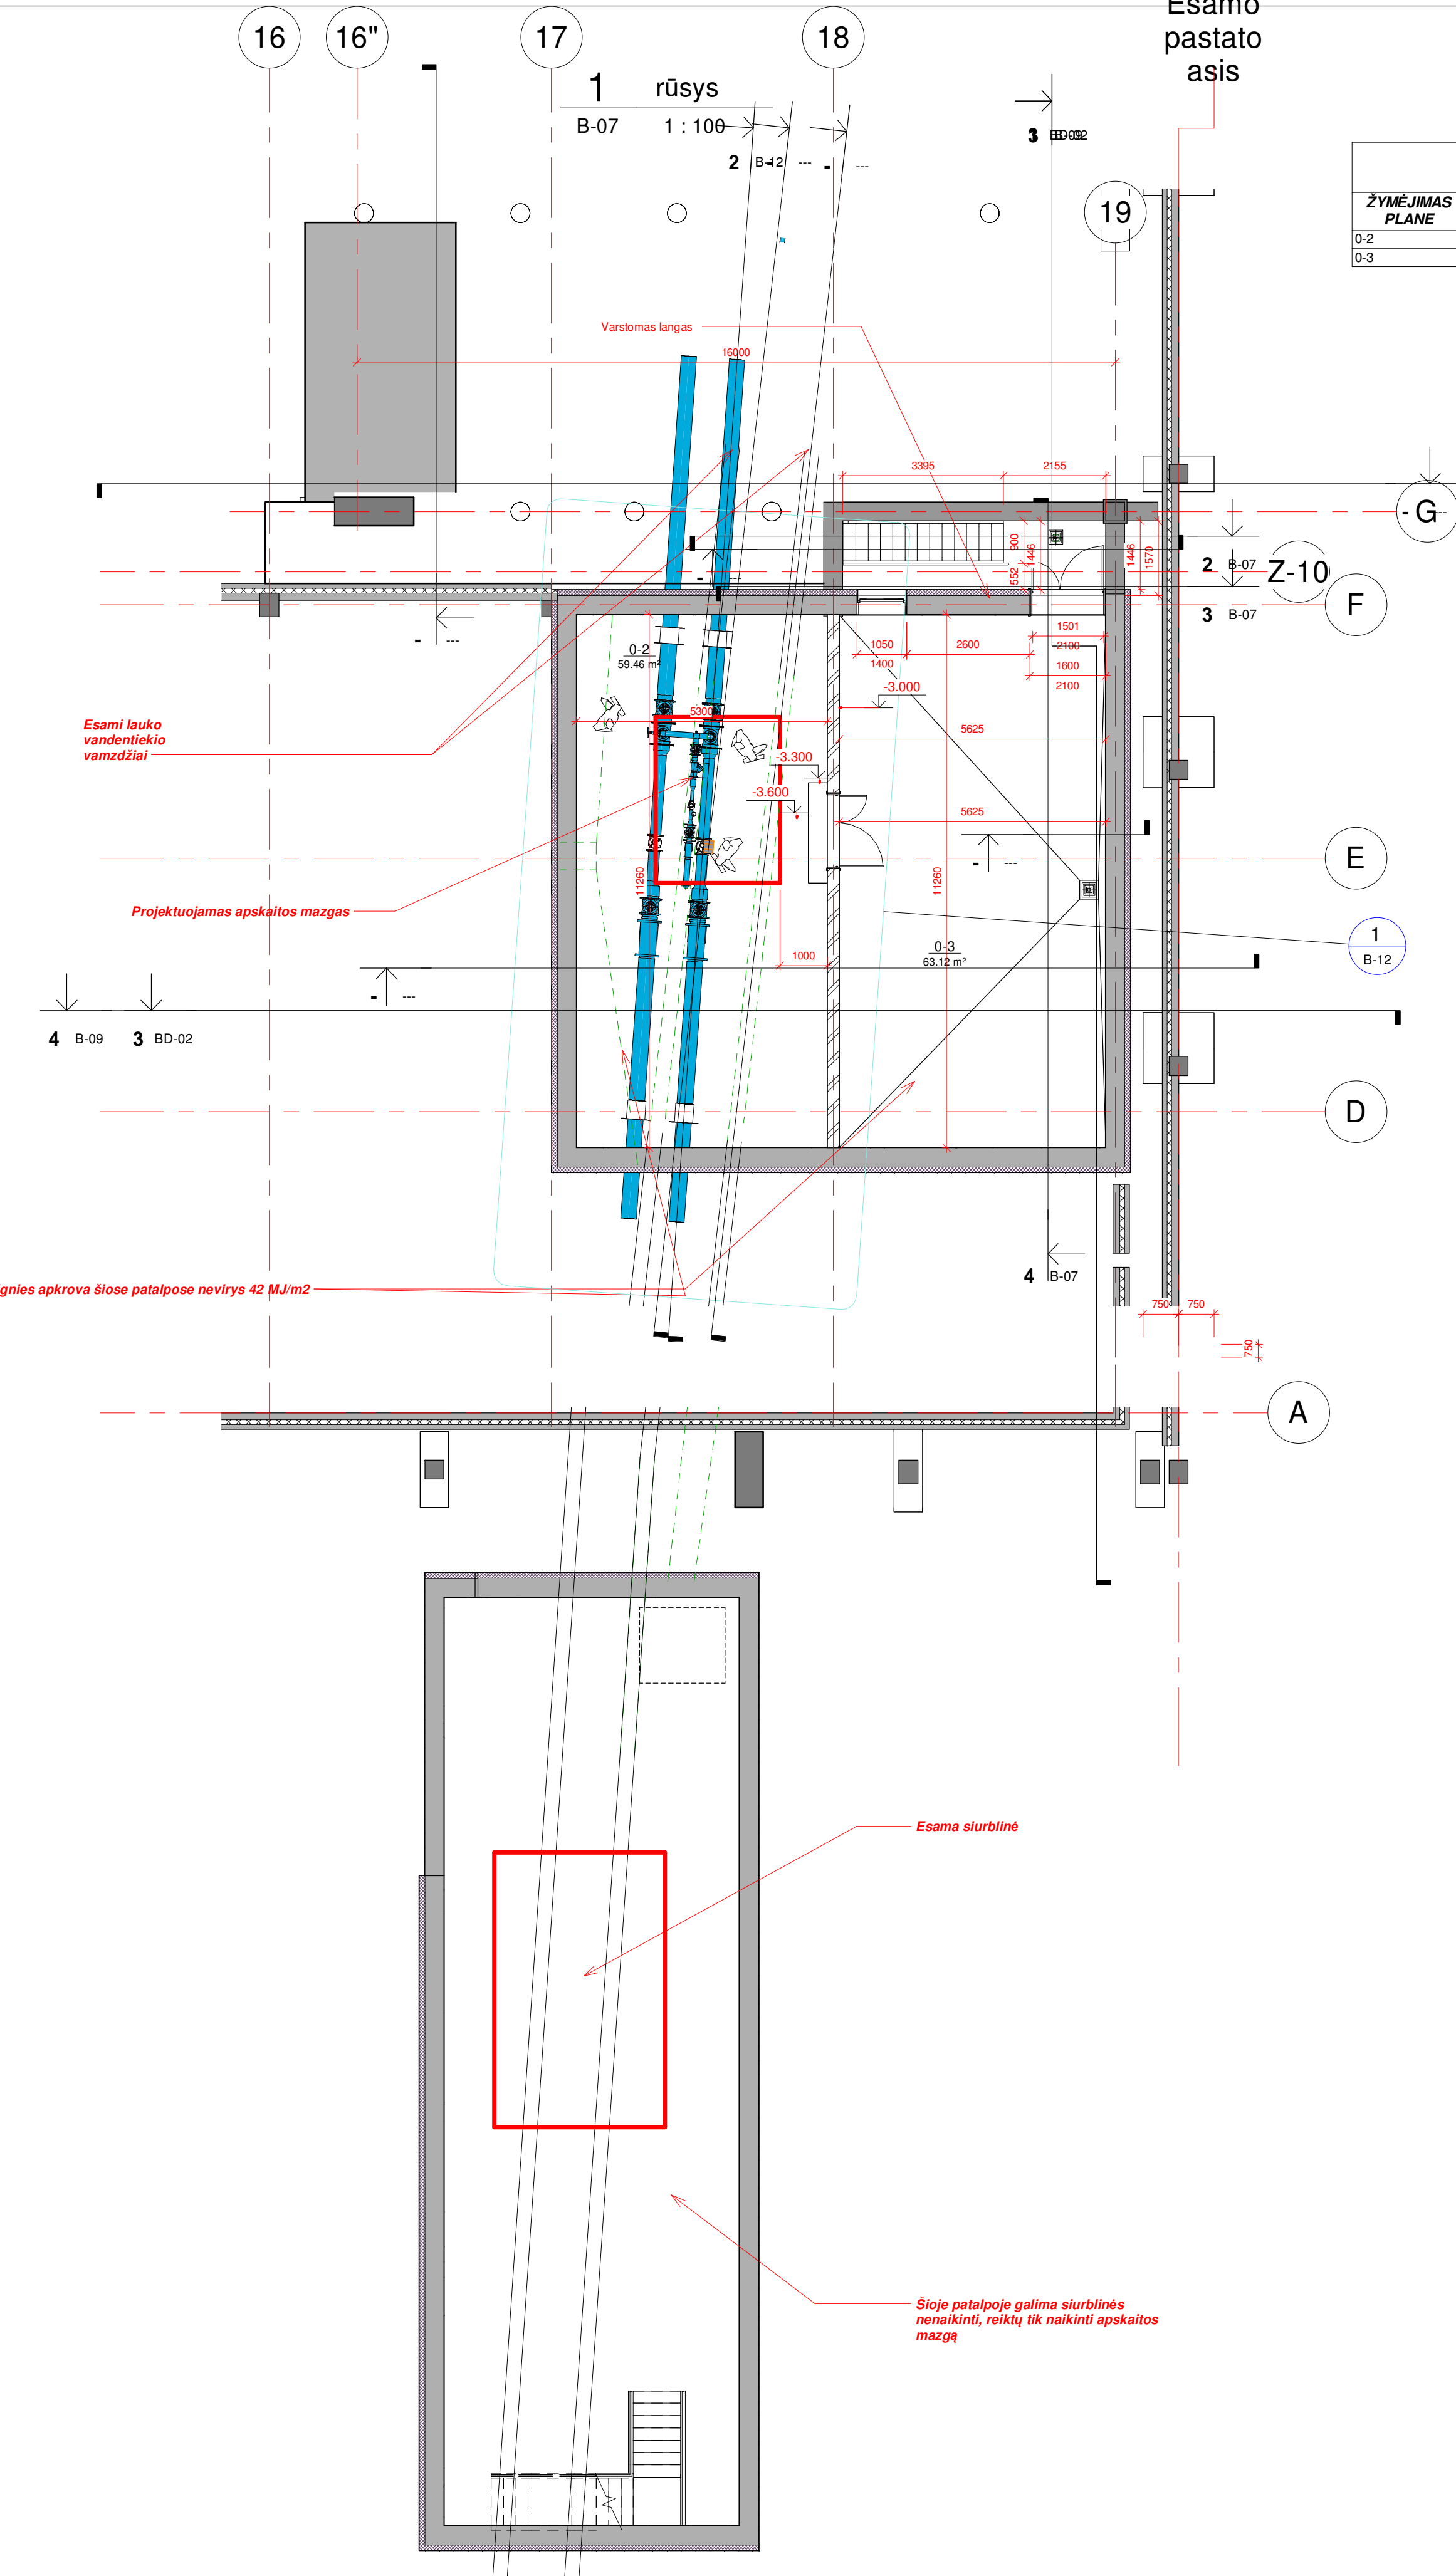 Esamo
pastato
asis
16
16"
17
18
1 rūsys
B-07 1 : 100
2 B-12 ---
- ---
3
19
ŽYMĖJIMAS
PLANE
0-2
0-3
Varstomas langas
16000
3395
2155
- G
900
1446
552
1446
1570
2 B-07
Z-10
3 B-07
F
- ---
- ---
0-2
59.46 m²
1050
1400
2600
1501
2100
1600
2100
-3.000
5300
5625
Esami lauko
vandentiekio
vamzdžiai
-3.300
-3.600
5625
- ---
E
11260
11260
Projektuojamas apskaitos mazgas
1
B-12
0-3
63.12 m²
1000
- ---
4 B-09
3 BD-02
D
4 B-07
gnies apkrova šiose patalpose nevirys 42 MJ/m2
750
750
750
A
Esama siurblinė
Šioje patalpoje galima siurblinės
nenaikinti, reiktų tik naikinti apskaitos
mazgą